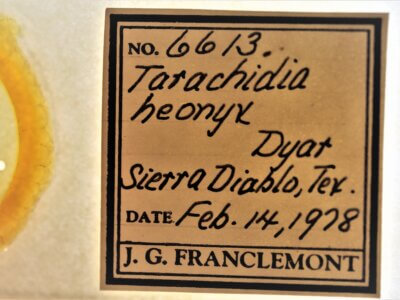 NO. 6613.
Tarachidia
heonyx
Dyar
Sierra Diablo, Tex.
DATE Feb. 14, 1978
J. G. FRANCLEMONT